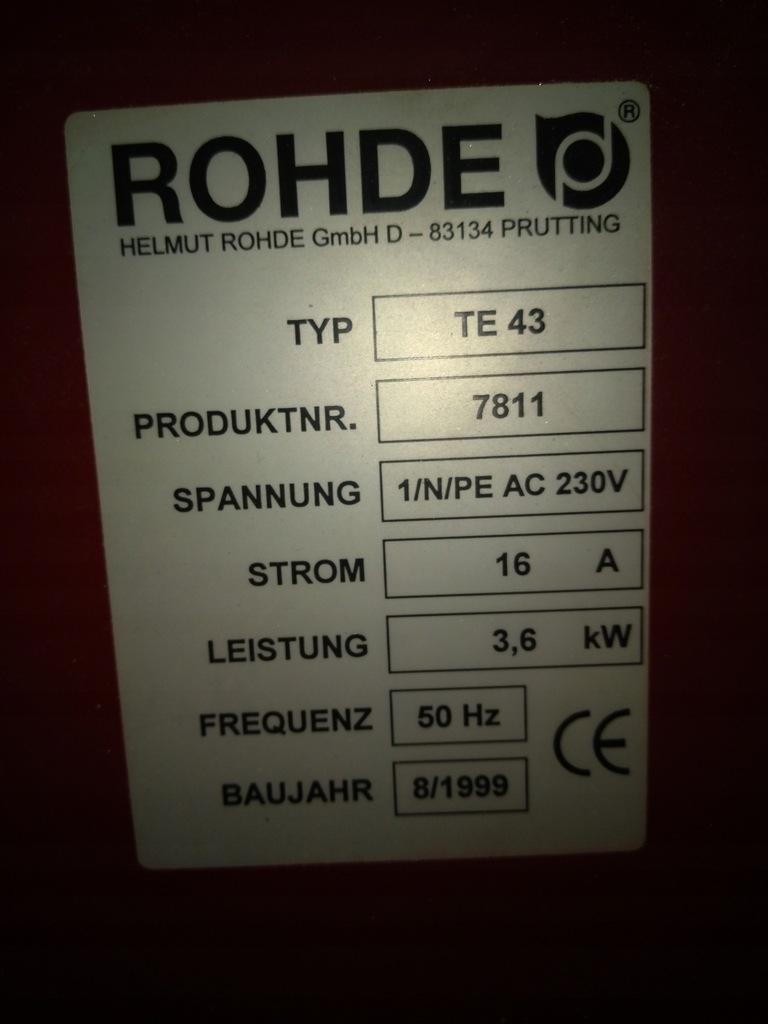 ROHDE ®
HELMUT ROHDE GmbH D – 83134 PRUTTING
TYP TE 43
PRODUKTNR. 7811
SPANNUNG 1/N/PE AC 230V
STROM 16 A
LEISTUNG 3,6 kW
FREQUENZ 50 Hz
BAUJAHR 8/1999
CE